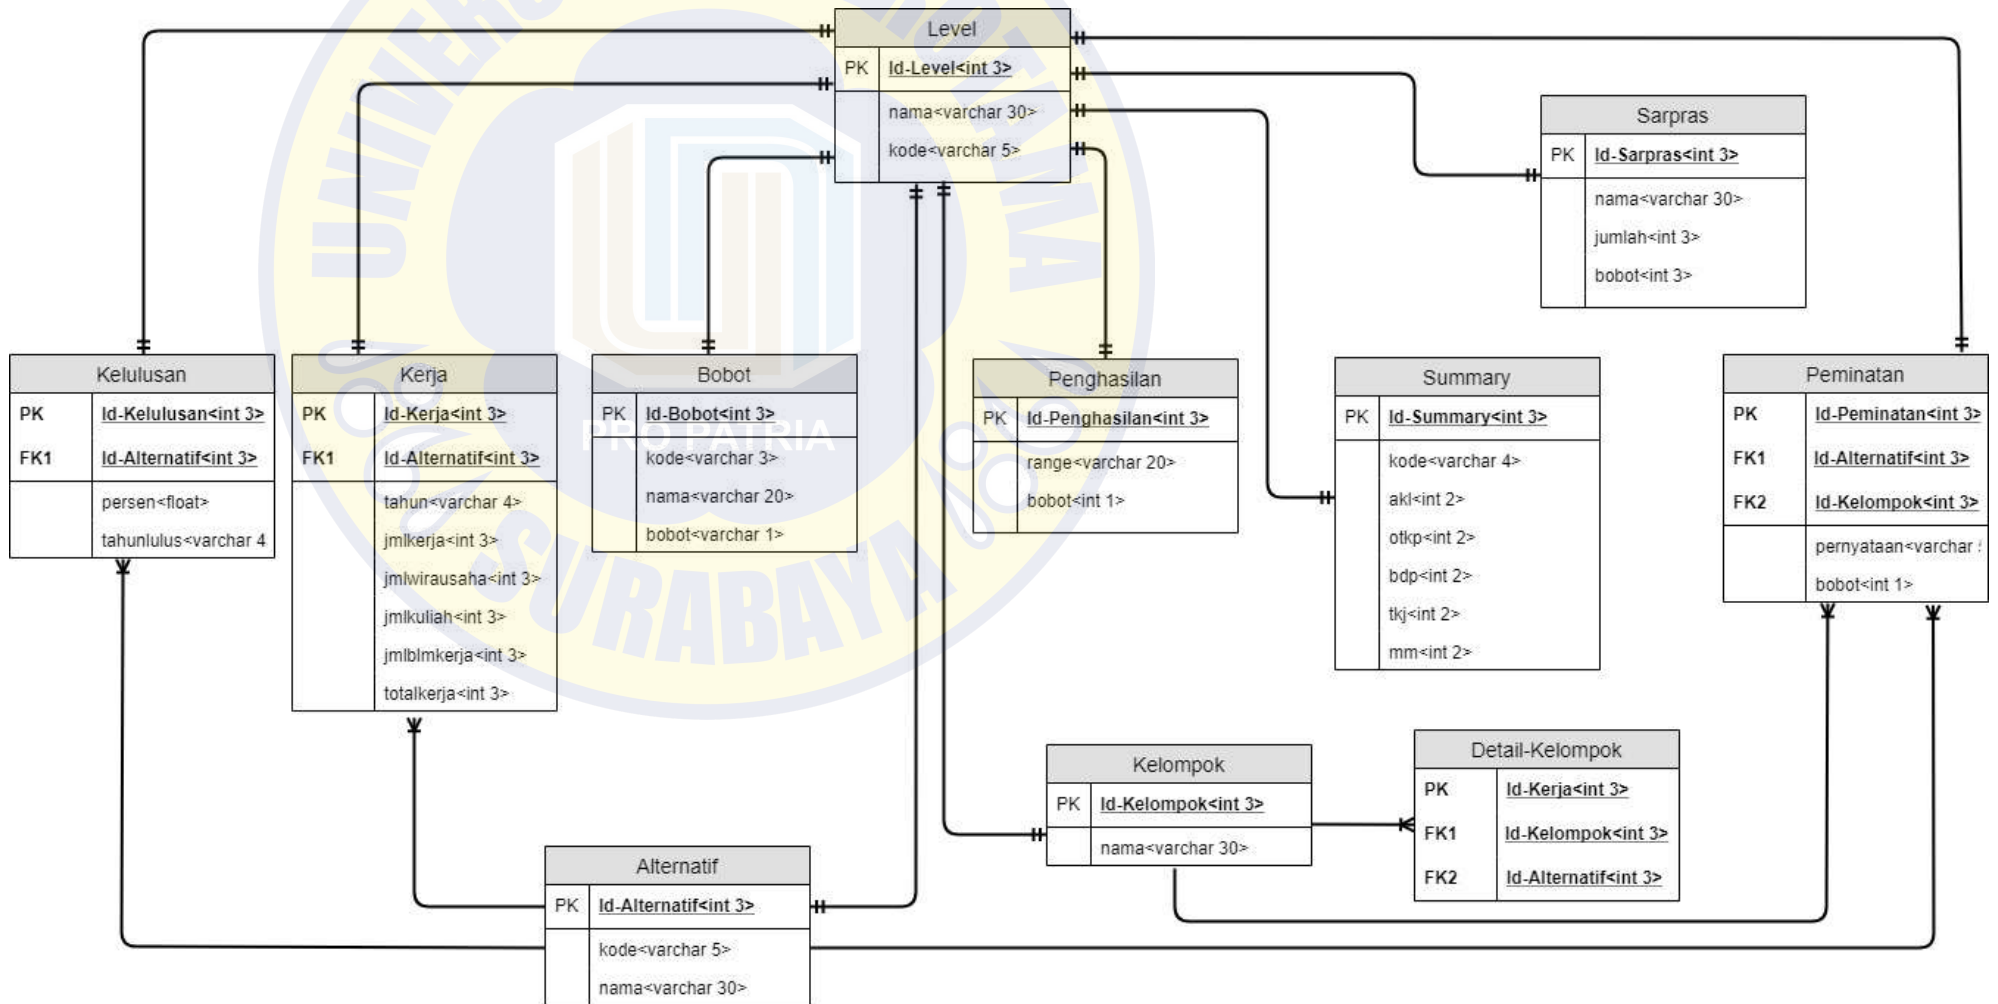 Level
PK Id-Level<int 3>
nama<varchar 30>
kode<varchar 5>
Sarpras
PK Id-Sarpras<int 3>
nama<varchar 30>
jumlah<int 3>
bobot<int 3>
Kelulusan
PK Id-Kelulusan<int 3>
FK1 Id-Alternatif<int 3>
persen<float>
tahunlulus<varchar 4
Kerja
PK Id-Kerja<int 3>
FK1 Id-Alternatif<int 3>
tahun<varchar 4>
jmlkerja<int 3>
jmlwirausaha<int 3>
jmlkuliah<int 3>
jmlblmkerja<int 3>
totalkerja<int 3>
Bobot
PK Id-Bobot<int 3>
kode<varchar 3>
nama<varchar 20>
bobot<varchar 1>
Penghasilan
PK Id-Penghasilan<int 3>
range<varchar 20>
bobot<int 1>
Summary
PK Id-Summary<int 3>
kode<varchar 4>
akl<int 2>
otkp<int 2>
bdp<int 2>
tkj<int 2>
mm<int 2>
Peminatan
PK Id-Peminatan<int 3>
FK1 Id-Alternatif<int 3>
FK2 Id-Kelompok<int 3>
pernyataan<varchar
bobot<int 1>
Kelompok
PK Id-Kelompok<int 3>
nama<varchar 30>
Detail-Kelompok
PK Id-Kerja<int 3>
FK1 Id-Kelompok<int 3>
FK2 Id-Alternatif<int 3>
Alternatif
PK Id-Alternatif<int 3>
kode<varchar 5>
nama<varchar 30>
PRO PATRIA
SURABAYA